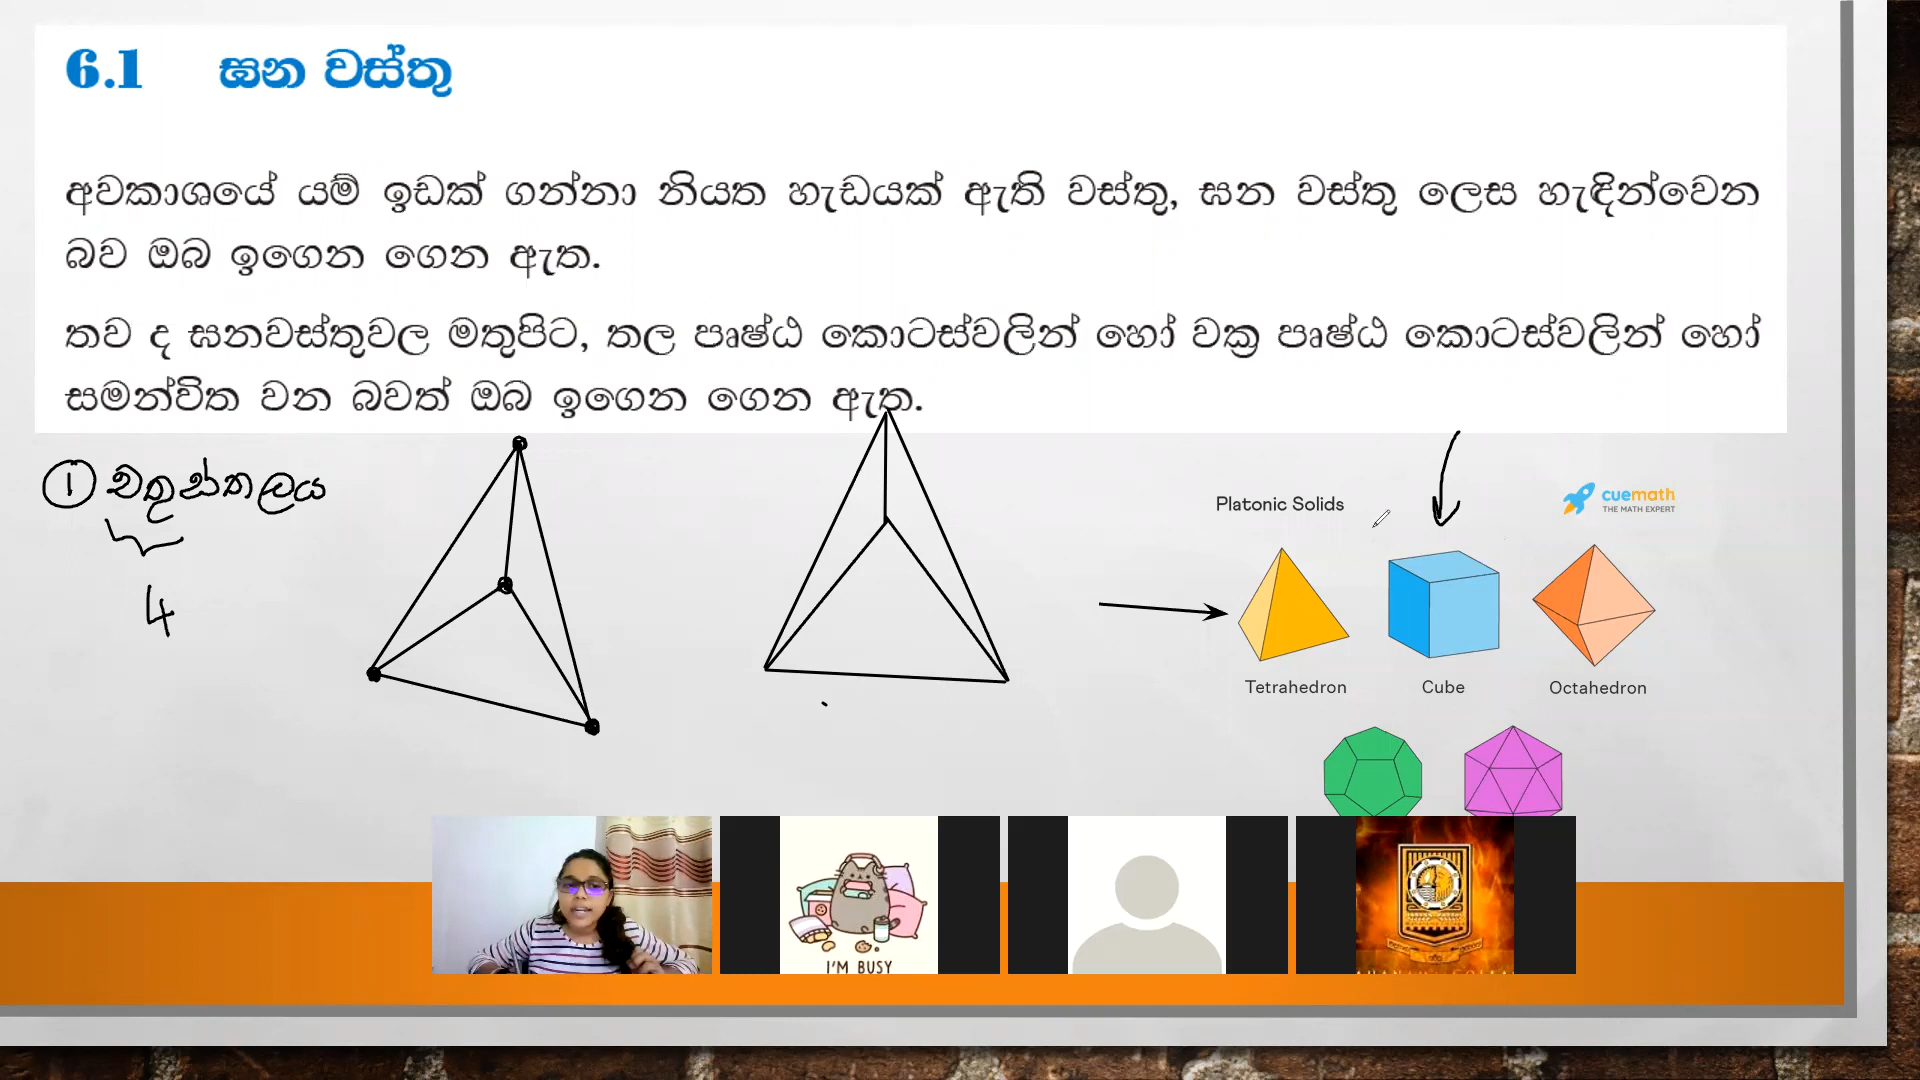 6.1 ඝන වස්තු
අවකාශයේ යම් ඉඩක් ගන්නා නියත හැඩයක් ඇති වස්තු, ඝන වස්තු ලෙස හැඳින්වෙන
බව ඔබ ඉගෙන ගෙන ඇත.
තව ද ඝනවස්තුවල මතුපිට, තල පෘෂ්ඨ කොටස්වලින් හෝ වක්‍ර පෘෂ්ඨ කොටස්වලින් හෝ
සමන්විත වන බවත් ඔබ ඉගෙන ගෙන ඇත.
1 චතුස්තලය
4
Platonic Solids
cuemath
THE MATH EXPERT
Tetrahedron Cube Octahedron
I'M BUSY